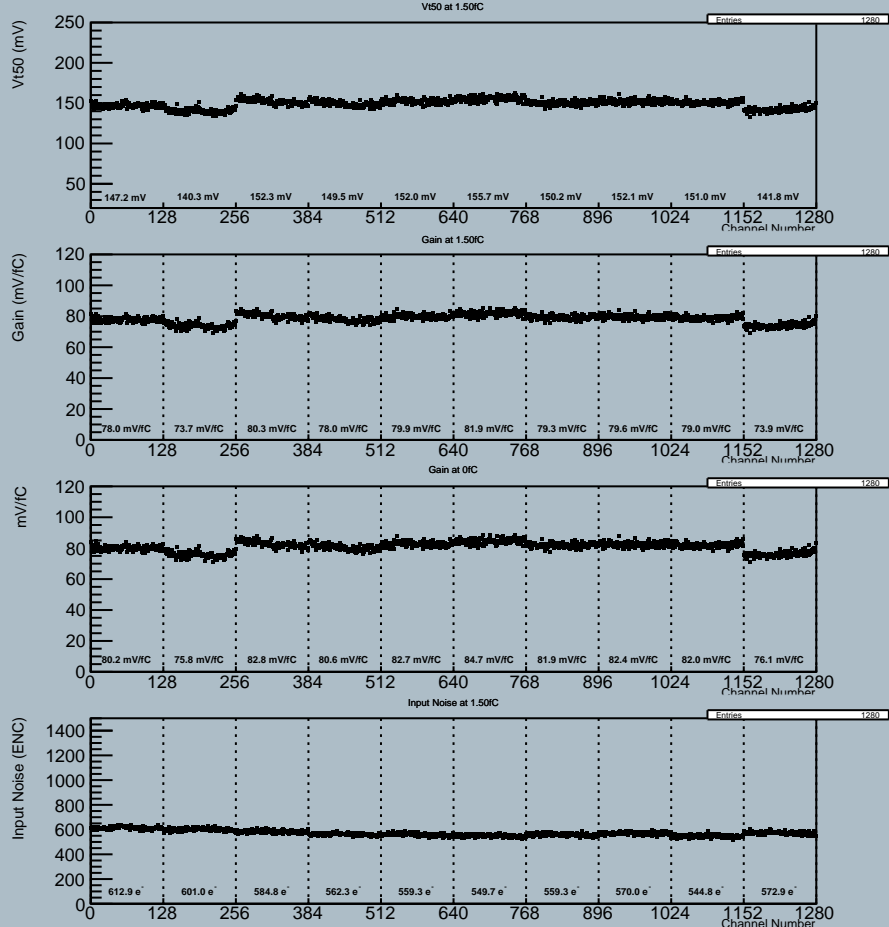 Vt50 at 1.50fC
Entries 1280
Vt50 (mV)
250
200
150
100
50
147.2 mV 140.3 mV 152.3 mV 149.5 mV 152.0 mV 155.7 mV 150.2 mV 152.1 mV 151.0 mV 141.8 mV
0 128 256 384 512 640 768 896 1024 1152 1280
Channel Number
Gain at 1.50fC
Entries 1280
Gain (mV/fC)
120
100
80
60
40
20
0
78.0 mV/fC 73.7 mV/fC 80.3 mV/fC 78.0 mV/fC 79.9 mV/fC 81.9 mV/fC 79.3 mV/fC 79.6 mV/fC 79.0 mV/fC 73.9 mV/fC
0 128 256 384 512 640 768 896 1024 1152 1280
Channel Number
Gain at 0fC
Entries 1280
mV/fC
120
100
80
60
40
20
0
80.2 mV/fC 75.8 mV/fC 82.8 mV/fC 80.6 mV/fC 82.7 mV/fC 84.7 mV/fC 81.9 mV/fC 82.4 mV/fC 82.0 mV/fC 76.1 mV/fC
0 128 256 384 512 640 768 896 1024 1152 1280
Channel Number
Input Noise at 1.50fC
Entries 1280
Input Noise (ENC)
1400
1200
1000
800
600
400
200
0
612.9 e⁻ 601.0 e⁻ 584.8 e⁻ 562.3 e⁻ 559.3 e⁻ 549.7 e⁻ 559.3 e⁻ 570.0 e⁻ 544.8 e⁻ 572.9 e⁻
0 128 256 384 512 640 768 896 1024 1152 1280
Channel Number